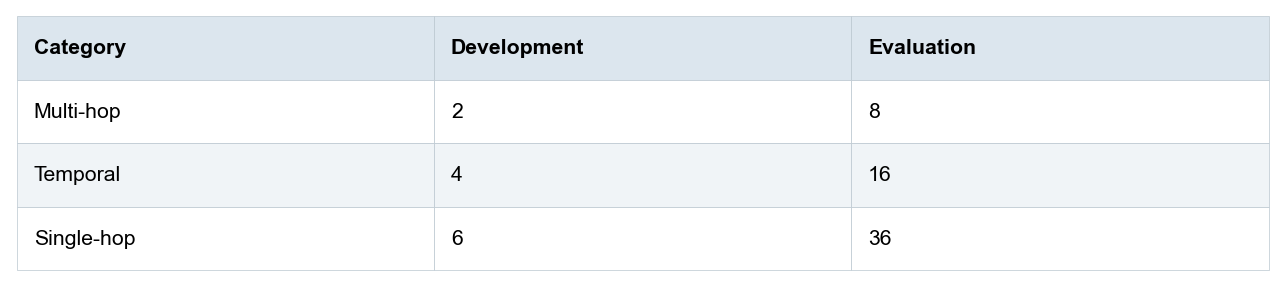 Category Development Evaluation
Multi-hop 2 8
Temporal 4 16
Single-hop 6 36